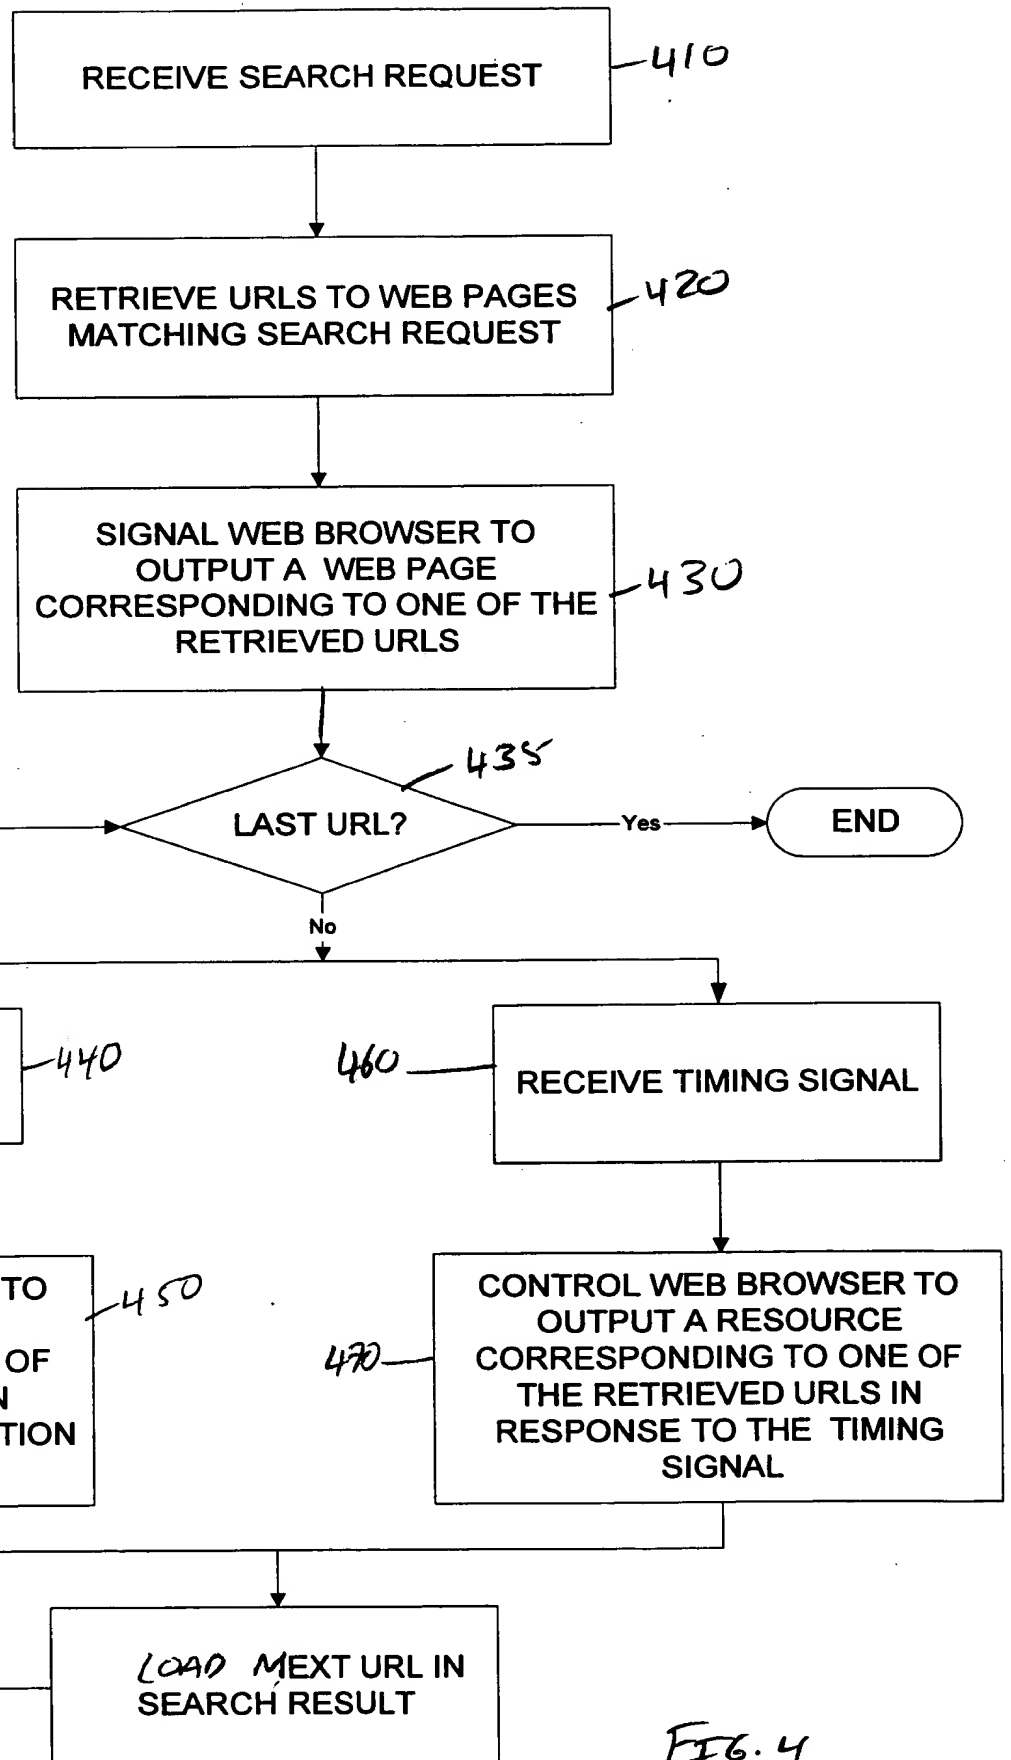 RECEIVE SEARCH REQUEST
410
RETRIEVE URLS TO WEB PAGES
MATCHING SEARCH REQUEST
420
SIGNAL WEB BROWSER TO
OUTPUT A WEB PAGE
CORRESPONDING TO ONE OF THE
RETRIEVED URLS
430
435
LAST URL?
Yes
END
No
440
460
RECEIVE TIMING SIGNAL
TO
OF
N
TION
450
470
CONTROL WEB BROWSER TO
OUTPUT A RESOURCE
CORRESPONDING TO ONE OF
THE RETRIEVED URLS IN
RESPONSE TO THE TIMING
SIGNAL
LOAD NEXT URL IN
SEARCH RESULT
FIG. 4